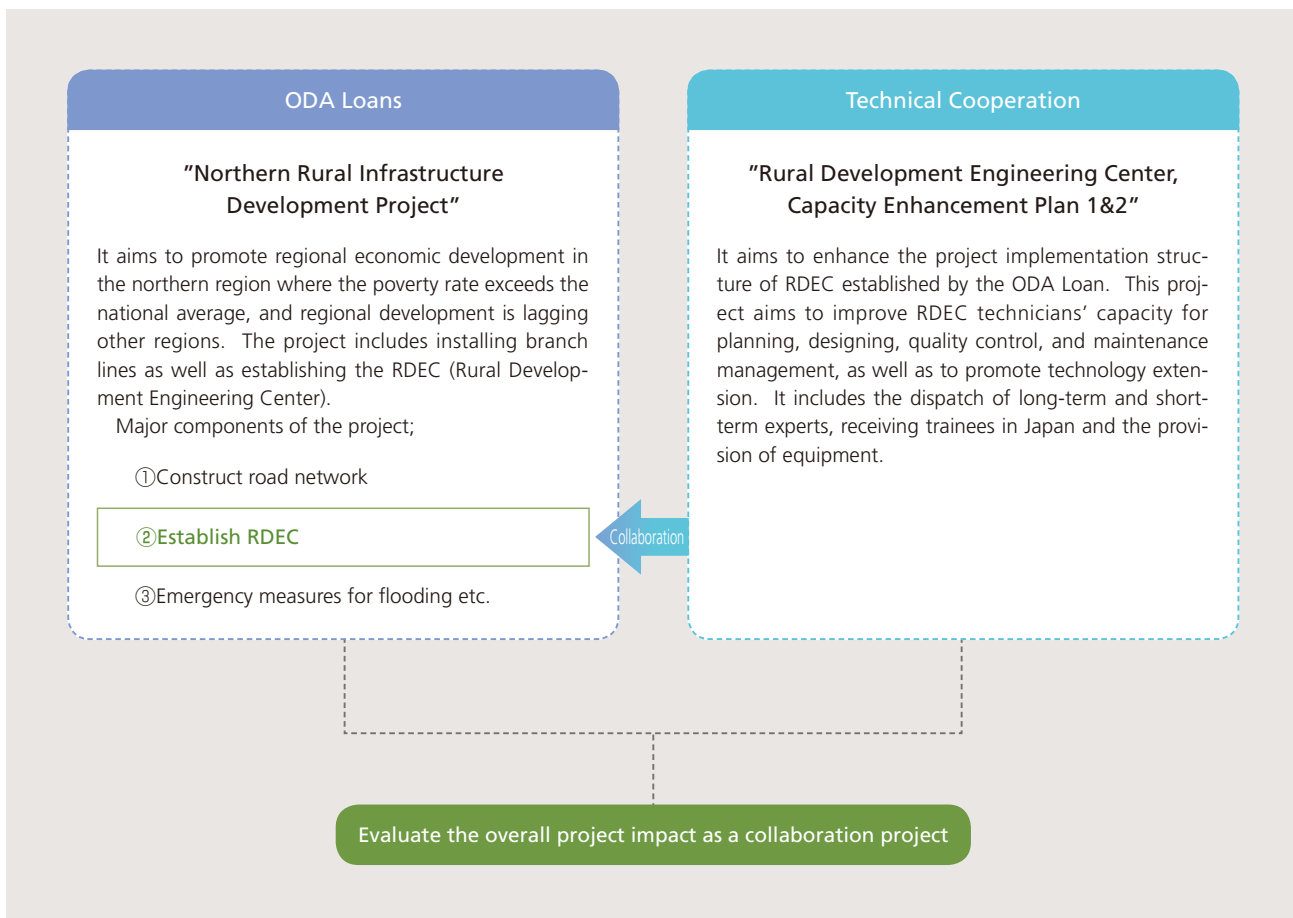 ODA Loans
”Northern Rural Infrastructure
Development Project”
It aims to promote regional economic development in
the northern region where the poverty rate exceeds the
national average, and regional development is lagging
other regions. The project includes installing branch
lines as well as establishing the RDEC (Rural Develop-
ment Engineering Center).
Major components of the project;
①Construct road network
②Establish RDEC
③Emergency measures for flooding etc.
Collaboration
Technical Cooperation
”Rural Development Engineering Center,
Capacity Enhancement Plan 1&2”
It aims to enhance the project implementation struc-
ture of RDEC established by the ODA Loan. This proj-
ect aims to improve RDEC technicians’ capacity for
planning, designing, quality control, and maintenance
management, as well as to promote technology exten-
sion. It includes the dispatch of long-term and short-
term experts, receiving trainees in Japan and the provi-
sion of equipment.
Evaluate the overall project impact as a collaboration project